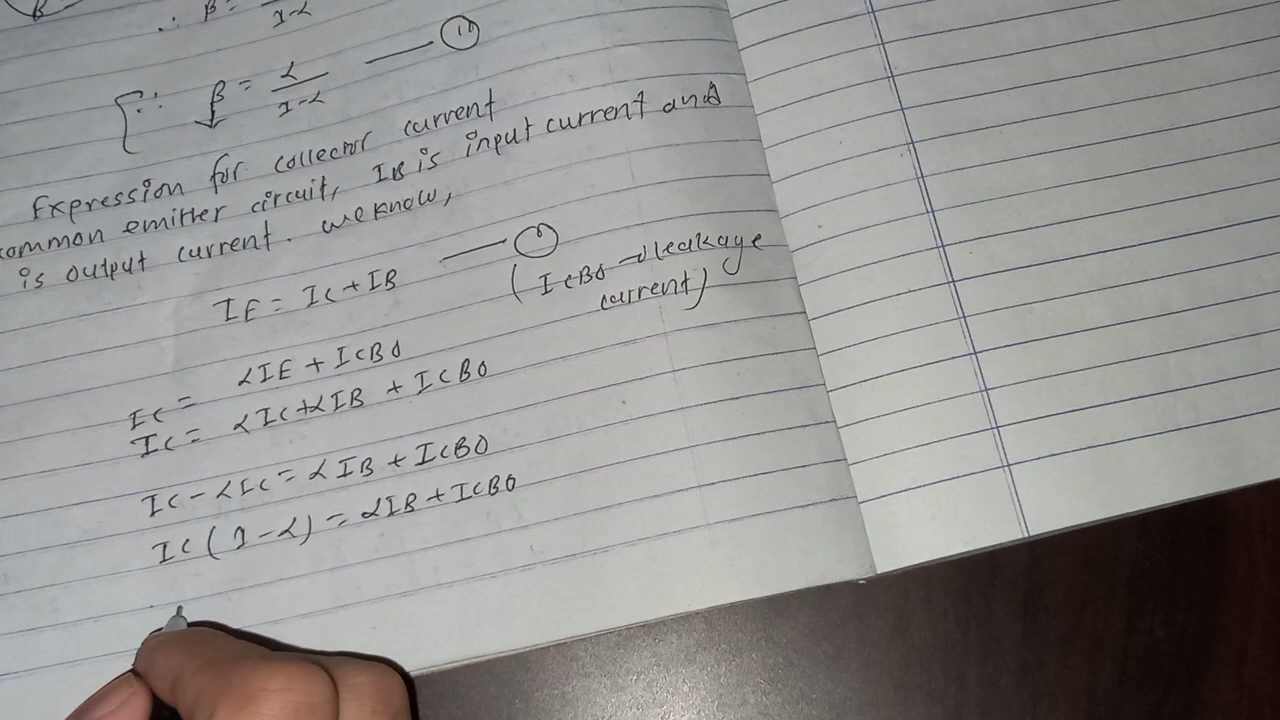 ∴ β =
1-α
{∵ β = α/1-α —— (ii)
Expression for collector current
common emitter circuit, IB is input current and
is output current. we know,
IE = IC + IB —— (i)
(ICBO → leakage
current)
IC = αIE + ICBO
IC = αIC + αIB + ICBO
IC - αIC = αIB + ICBO
IC (1-α) = αIB + ICBO